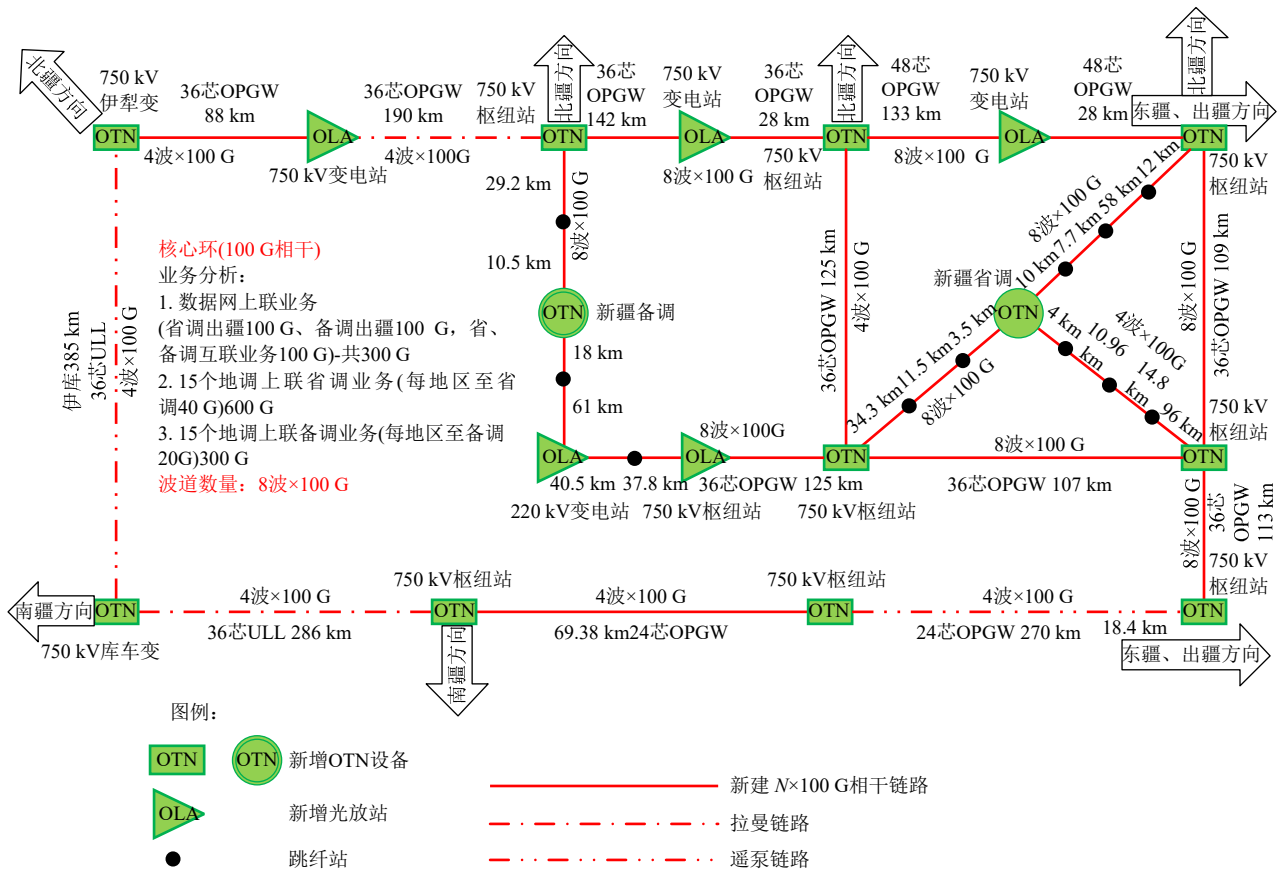 北疆方向
750 kV
伊犁变
36芯OPGW
88 km
36芯OPGW
190 km
750 kV
枢纽站
北疆方向
36芯
OPGW
142 km
750 kV
变电站
36芯
OPGW
28 km
北疆方向
48芯
OPGW
133 km
750 kV
变电站
48芯
OPGW
28 km
北疆方向
东疆、出疆方向
OTN
OLA
OTN
OLA
OTN
OLA
OTN
4波×100 G
750 kV变电站
4波×100G
8波×100 G
750 kV
枢纽站
8波×100 G
750 kV
枢纽站
29.2 km
8波×100 G
10.5 km
OTN
新疆备调
18 km
61 km
核心环(100 G相干)
业务分析:
1. 数据网上联业务
(省调出疆100 G、备调出疆100 G，省、
备调互联业务100 G)-共300 G
2. 15个地调上联省调业务(每地区至省
调40 G)600 G
3. 15个地调上联备调业务(每地区至备调
20G)300 G
波道数量: 8波×100 G
伊库385 km
36芯ULL
4波×100 G
36芯OPGW 125 km
4波×100 G
新疆省调
OTN
8波×100 G
10 km
7.7 km
58 km
12 km
34.3 km
11.5 km
3.5 km
8波×100 G
4波×100G
4 km
10.96
km
14.8
km
96 km
8波×100 G
36芯OPGW 109 km
OLA
8波×100G
OLA
OTN
8波×100 G
750 kV
枢纽站
OTN
40.5 km
37.8 km
36芯OPGW 125 km
36芯OPGW 107 km
220 kV变电站
750 kV枢纽站
750 kV枢纽站
8波×100 G
36芯
OPGW
113 km
750 kV
枢纽站
南疆方向
OTN
4波×100 G
750 kV枢纽站
OTN
4波×100 G
750 kV枢纽站
OTN
4波×100 G
OTN
750 kV库车变
36芯ULL 286 km
南疆方向
69.38 km24芯OPGW
24芯OPGW 270 km
18.4 km
东疆、出疆方向
图例:
OTN
OTN
新增OTN设备
OLA
新增光放站
跳纤站
新建 N×100 G相干链路
拉曼链路
遥泵链路